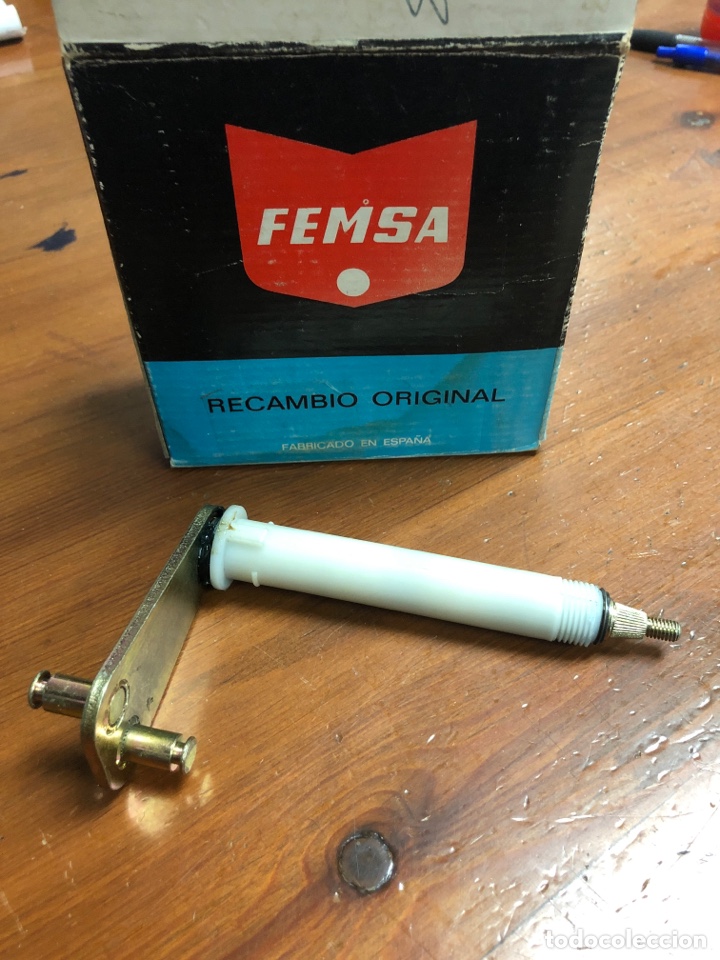 FEMSA
RECAMBIO ORIGINAL
FABRICADO EN ESPAÑA
todocoleccion